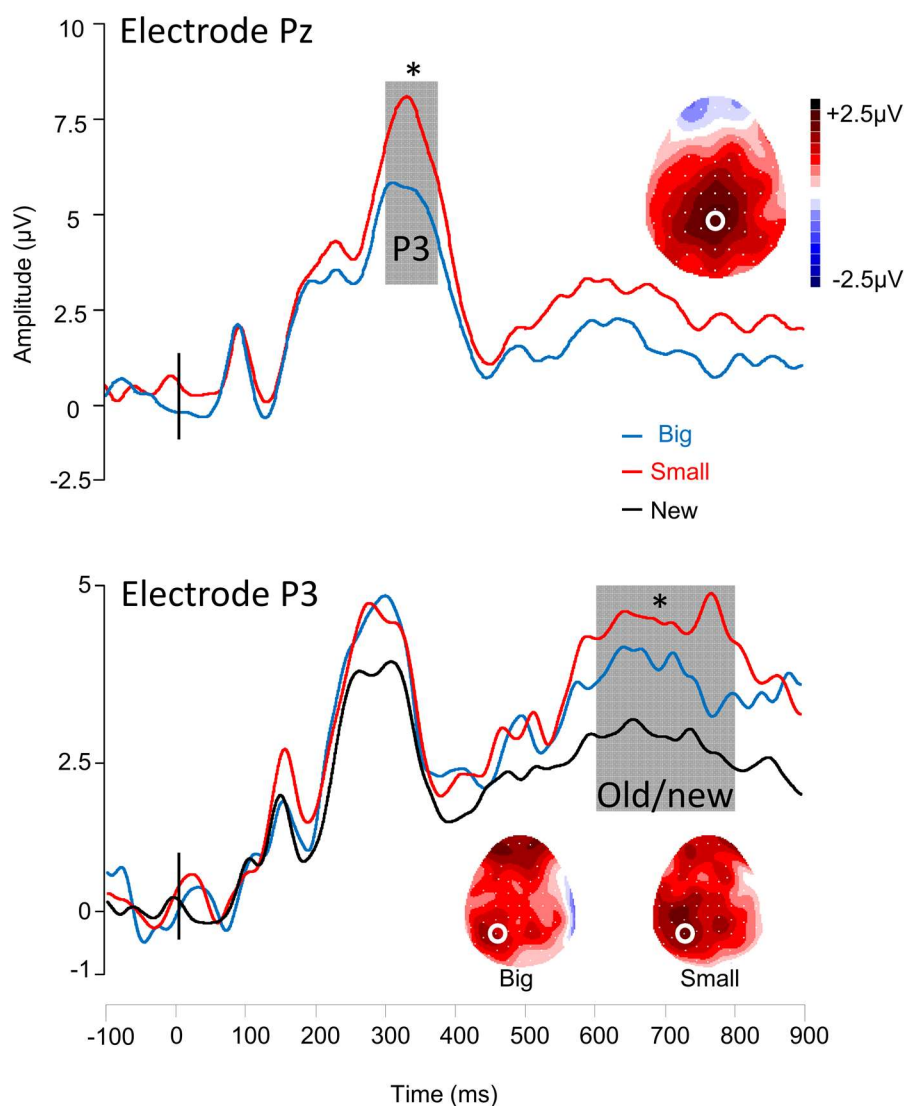 Electrode Pz
10
7.5
5
2.5
0
-2.5
Amplitude (µV)
*
P3
+2.5µV
-2.5µV
Big
Small
New
Electrode P3
5
2.5
0
-1
*
Old/new
Big
Small
-100 0 100 200 300 400 500 600 700 800 900
Time (ms)